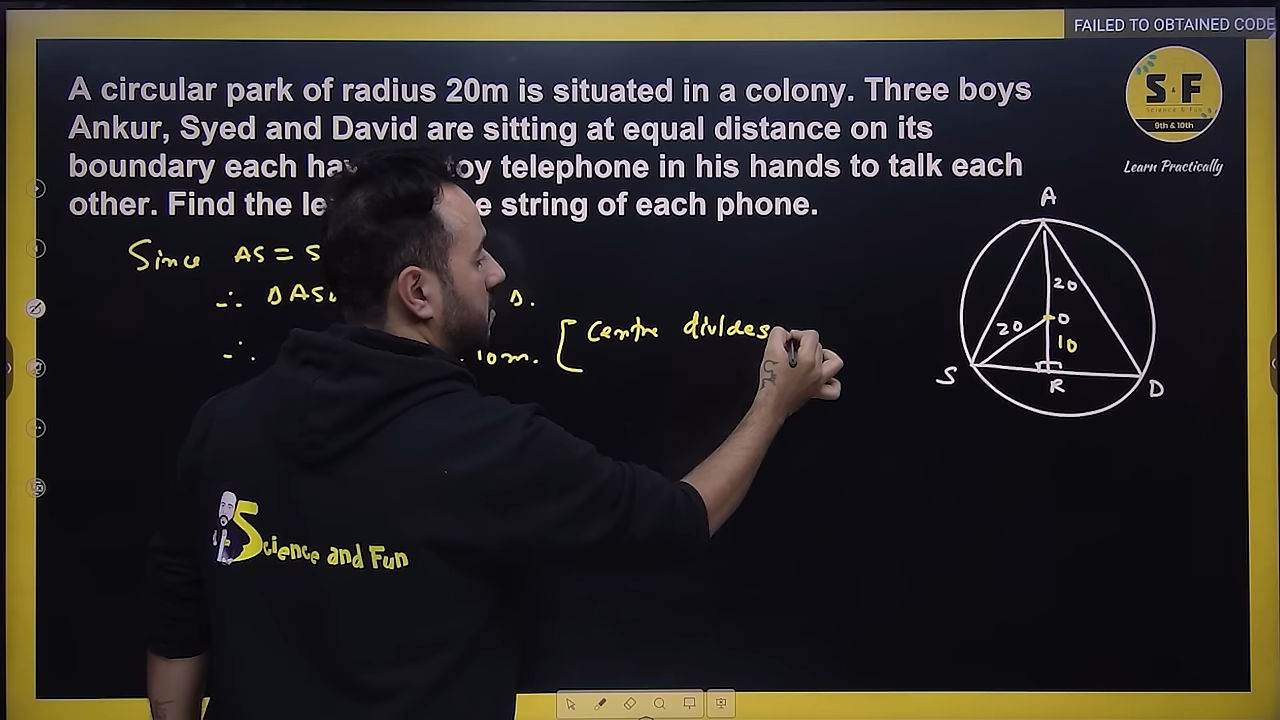 FAILED TO OBTAINED CODE
A circular park of radius 20m is situated in a colony. Three boys
Ankur, Syed and David are sitting at equal distance on its
boundary each toy telephone in his hands to talk each
other. Find the string of each phone.
S&F
Science & Fun
9th & 10th
Learn Practically
Since AS = S
∴ ΔAS D.
∴ 10m. [ Centre divides
A
20
O
20
10
S
R
D
Science and Fun